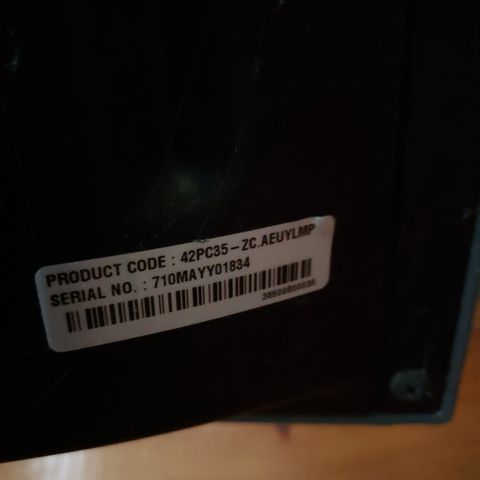 PRODUCT CODE : 42PC35-ZC.AEUYLMP
SERIAL NO. : 710MAYY01834